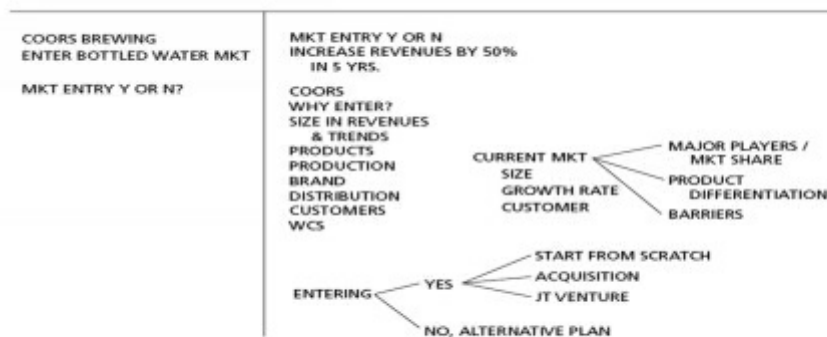 COORS BREWING
ENTER BOTTLED WATER MKT
MKT ENTRY Y OR N?
MKT ENTRY Y OR N
INCREASE REVENUES BY 50%
IN 5 YRS.
COORS
WHY ENTER?
SIZE IN REVENUES
& TRENDS
PRODUCTS
PRODUCTION
BRAND
DISTRIBUTION
CUSTOMERS
WCS
CURRENT MKT
SIZE
GROWTH RATE
CUSTOMER
MAJOR PLAYERS /
MKT SHARE
PRODUCT
DIFFERENTIATION
BARRIERS
ENTERING
YES
START FROM SCRATCH
ACQUISITION
JT VENTURE
NO, ALTERNATIVE PLAN